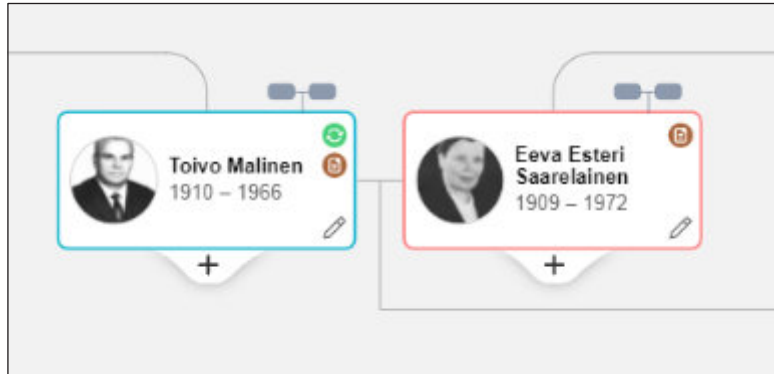 Toivo Malinen
1910 – 1966
Eeva Esteri
Saarelainen
1909 – 1972